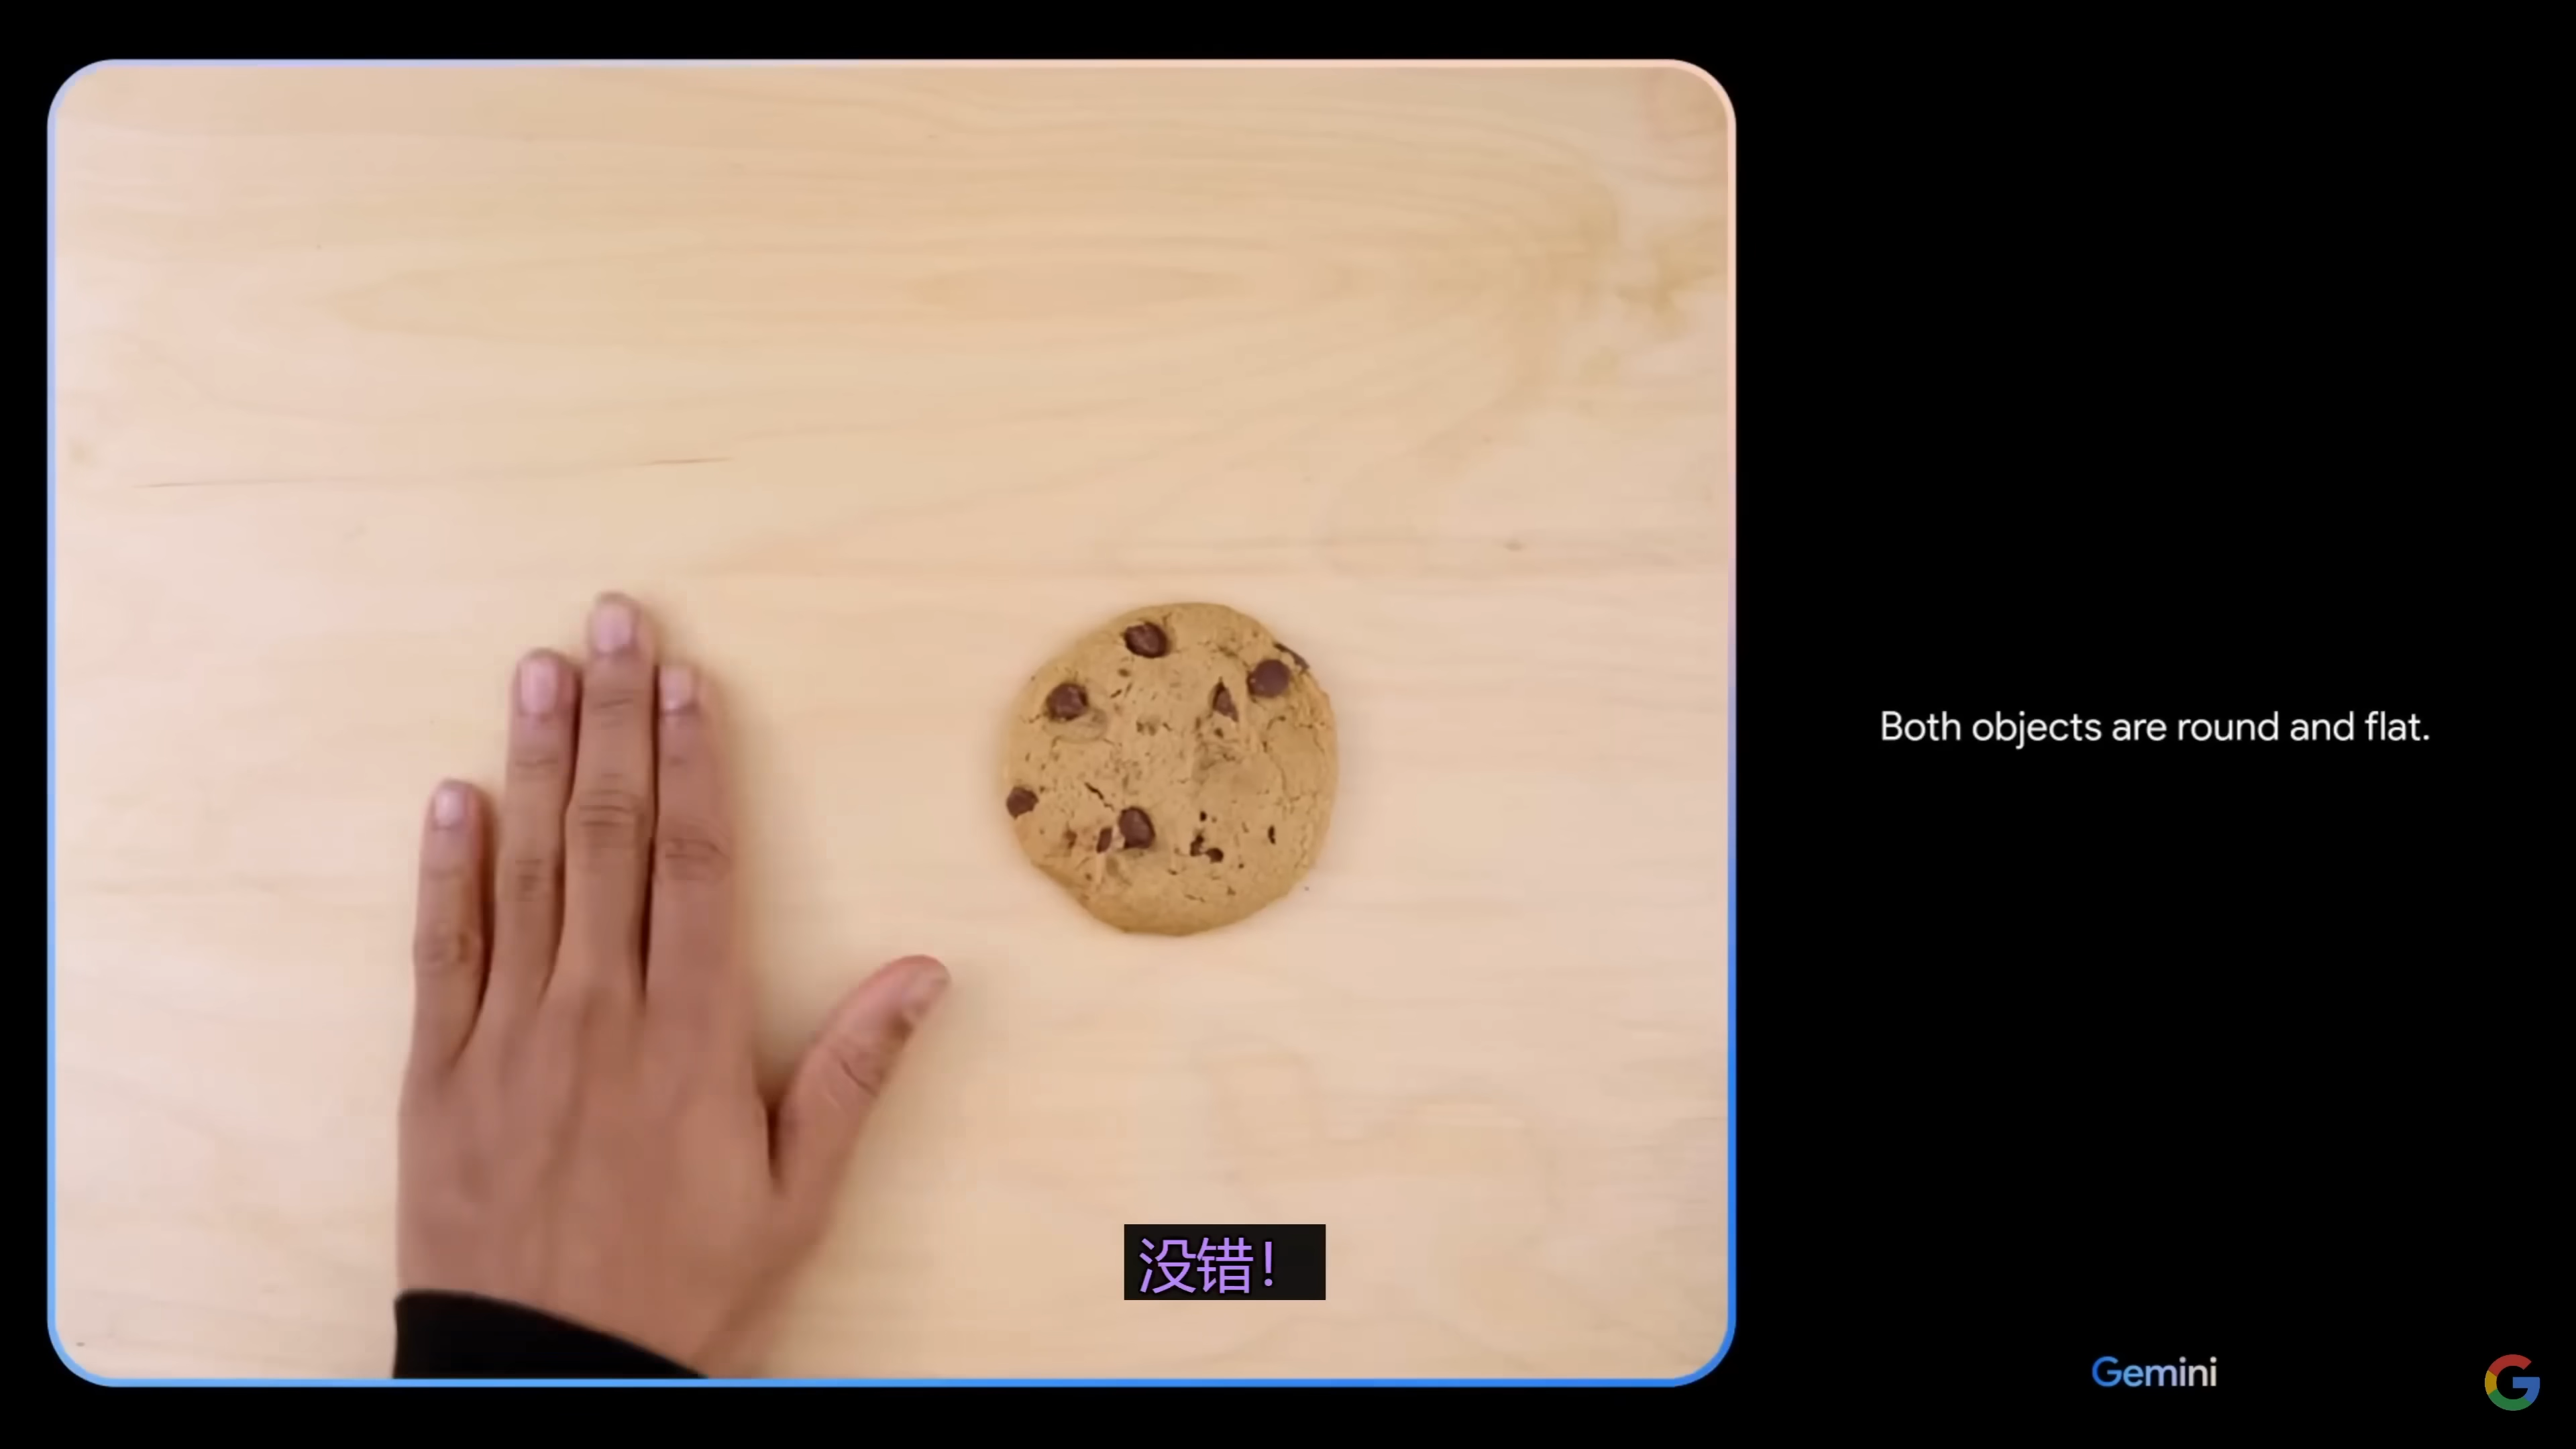 Both objects are round and flat.
没错！
Gemini
G